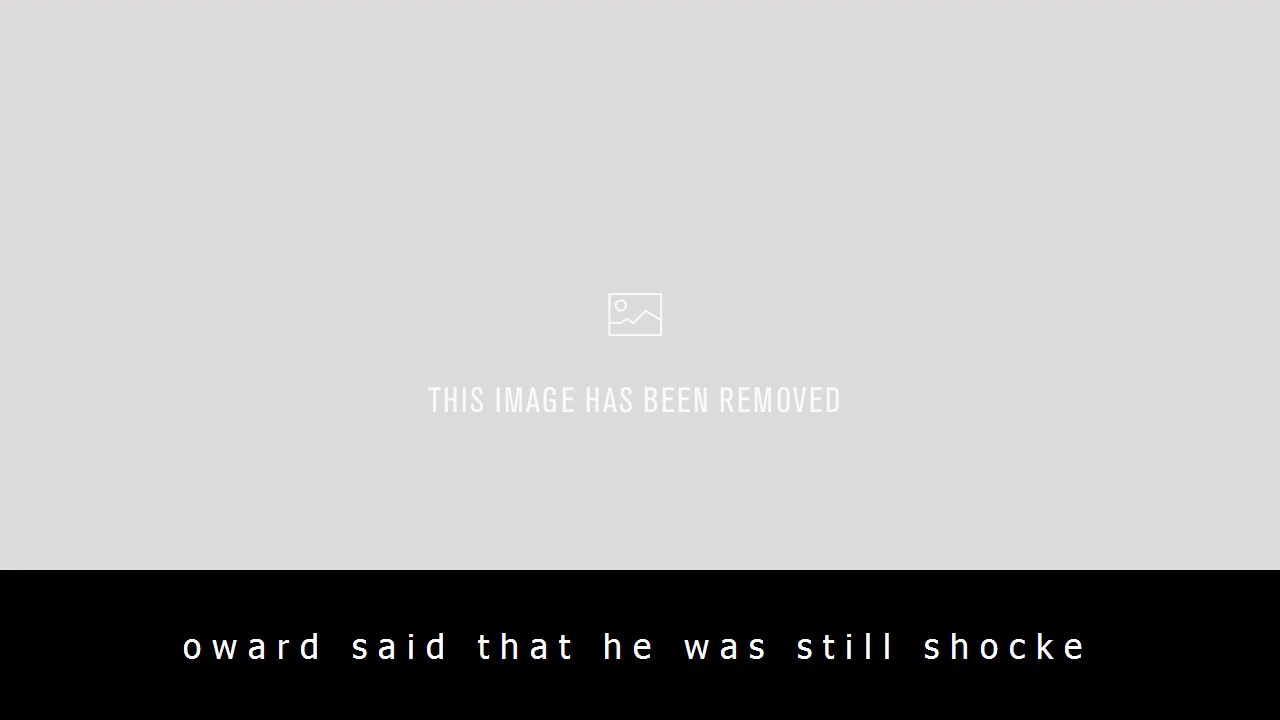 THIS IMAGE HAS BEEN REMOVED
oward said that he was still shocke